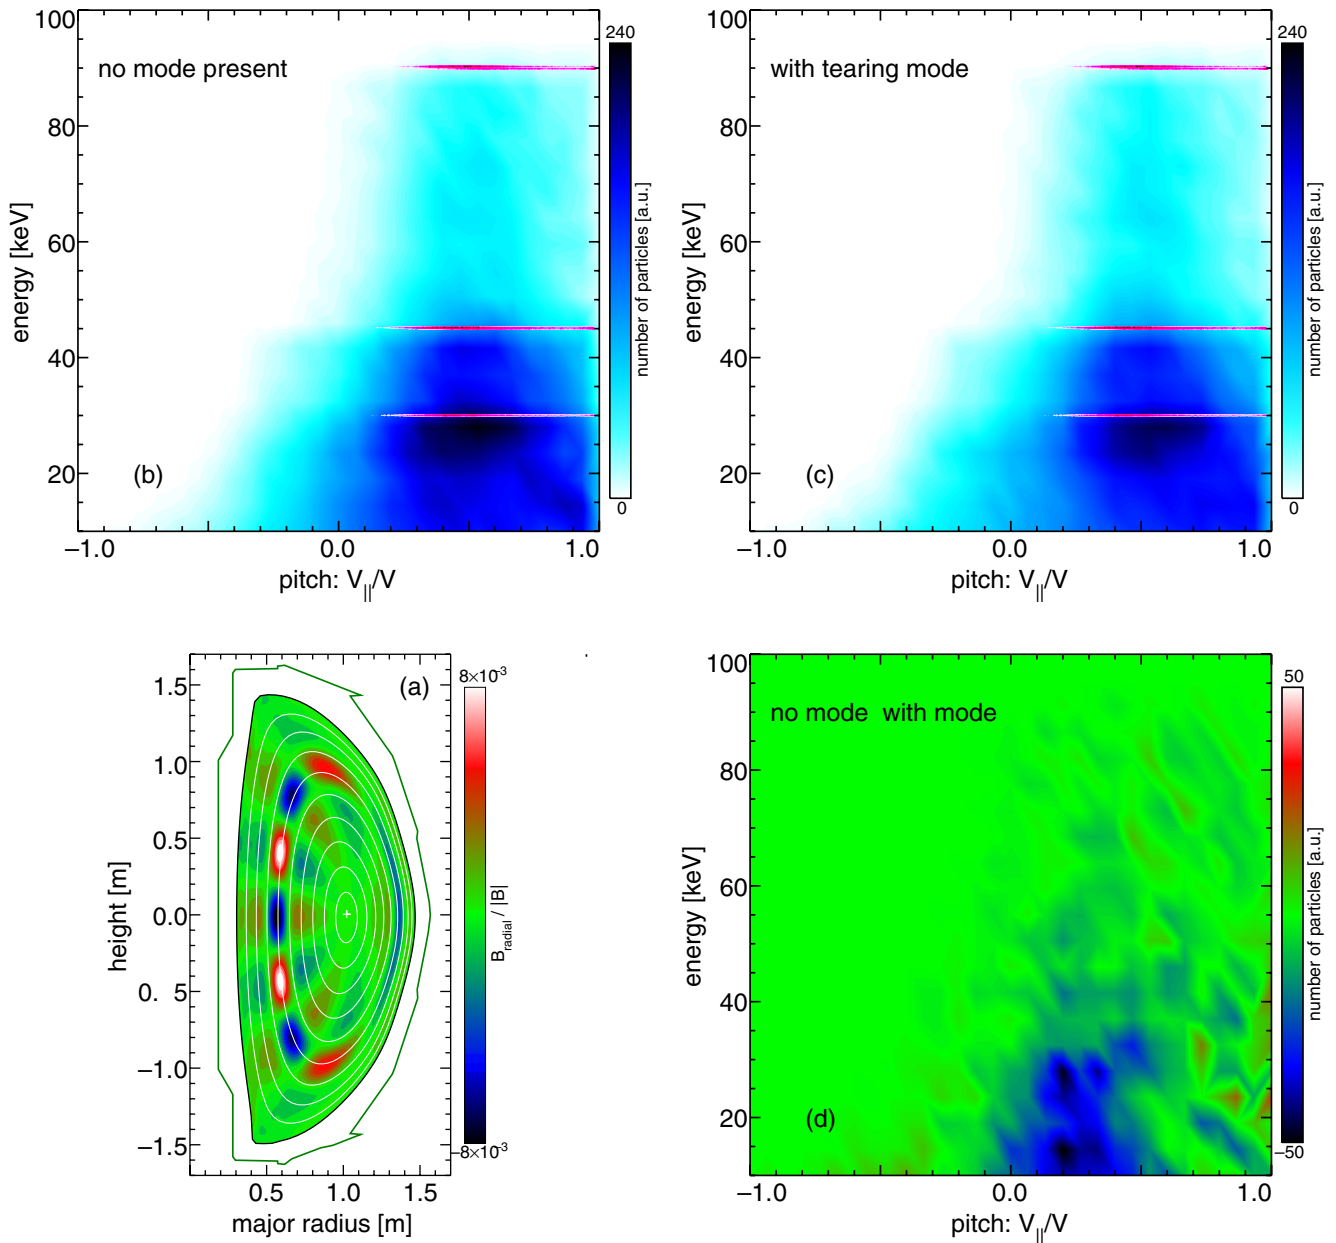 100
80
60
40
20
energy [keV]
no mode present
(b)
−1.0
0.0
1.0
pitch: V||/V
240
number of particles [a.u.]
0
100
80
60
40
20
energy [keV]
with tearing mode
(c)
−1.0
0.0
1.0
pitch: V||/V
240
number of particles [a.u.]
0
1.5
1.0
0.5
0.0
0. 5
−1.0
−1.5
height [m]
(a)
0.5
1.0
1.5
major radius [m]
8×10⁻³
B_radial / |B|
−8×10⁻³
100
80
60
40
20
energy [keV]
no mode  with mode
(d)
−1.0
0.0
1.0
pitch: V||/V
50
number of particles [a.u.]
−50